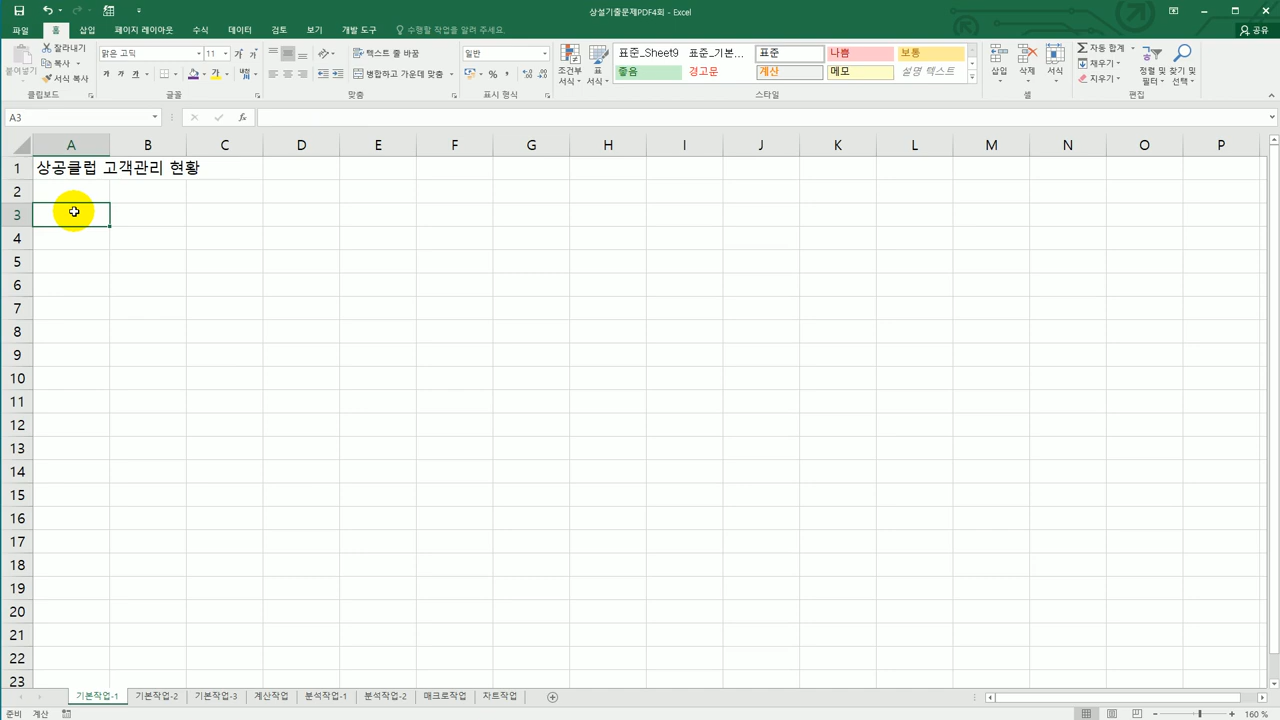 상설기출문제PDF4회 - Excel
파일 홈 삽입 페이지 레이아웃 수식 데이터 검토 보기 개발 도구 수행할 작업을 알려 주세요. 공유
붙여넣기 잘라내기 복사 서식 복사 클립보드
맑은 고딕 11 가 가
가 가 가 글꼴
텍스트 줄 바꿈
병합하고 가운데 맞춤
맞춤
일반
% 표시 형식
조건부 서식 표 서식
표준_Sheet9 표준_기본... 표준 나쁨 보통
좋음 경고문 계산 메모 설명 텍스트
스타일
삽입 삭제 서식
셀
자동 합계
채우기
지우기
정렬 및 필터 찾기 및 선택
편집
A3 fx
A B C D E F G H I J K L M N O P
1 상공클럽 고객관리 현황
2
3
4
5
6
7
8
9
10
11
12
13
14
15
16
17
18
19
20
21
22
23
기본작업-1 기본작업-2 기본작업-3 계산작업 분석작업-1 분석작업-2 매크로작업 차트작업
준비 계산 160 %